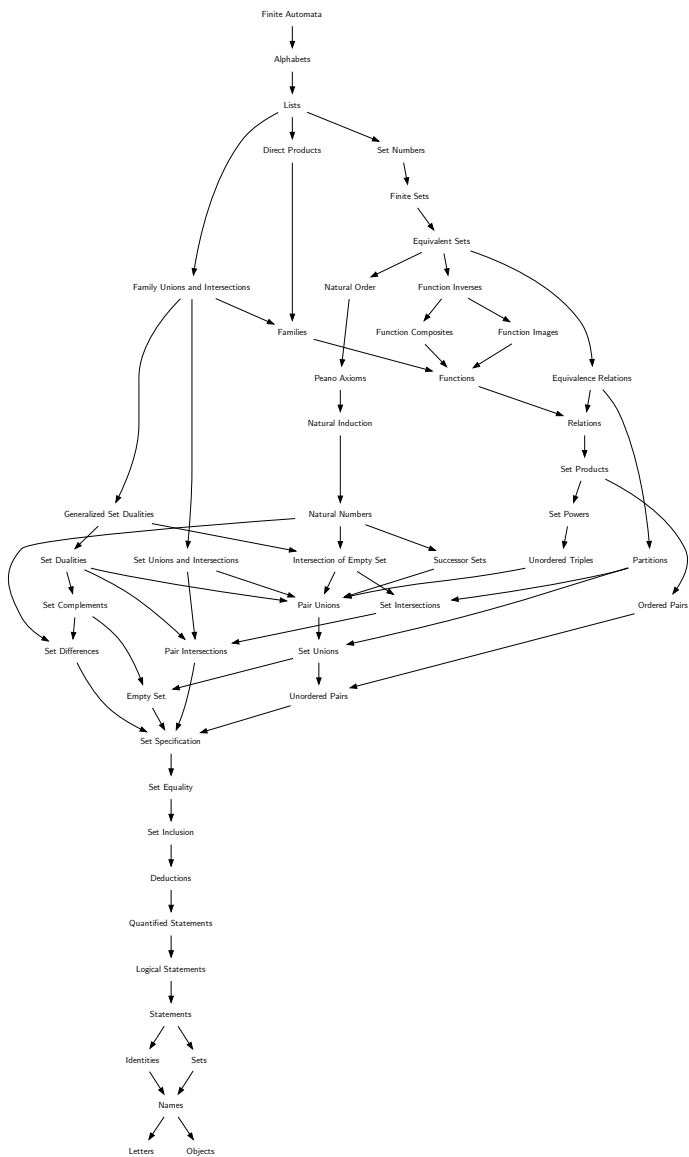 Finite Automata
Alphabets
Lists
Direct Products
Set Numbers
Finite Sets
Equivalent Sets
Family Unions and Intersections
Natural Order
Function Inverses
Families
Function Composites
Function Images
Peano Axioms
Functions
Equivalence Relations
Natural Induction
Relations
Set Products
Generalized Set Dualities
Natural Numbers
Set Powers
Set Dualities
Set Unions and Intersections
Intersection of Empty Set
Successor Sets
Unordered Triples
Partitions
Set Complements
Pair Unions
Set Intersections
Ordered Pairs
Set Differences
Pair Intersections
Set Unions
Empty Set
Unordered Pairs
Set Specification
Set Equality
Set Inclusion
Deductions
Quantified Statements
Logical Statements
Statements
Identities
Sets
Names
Letters
Objects